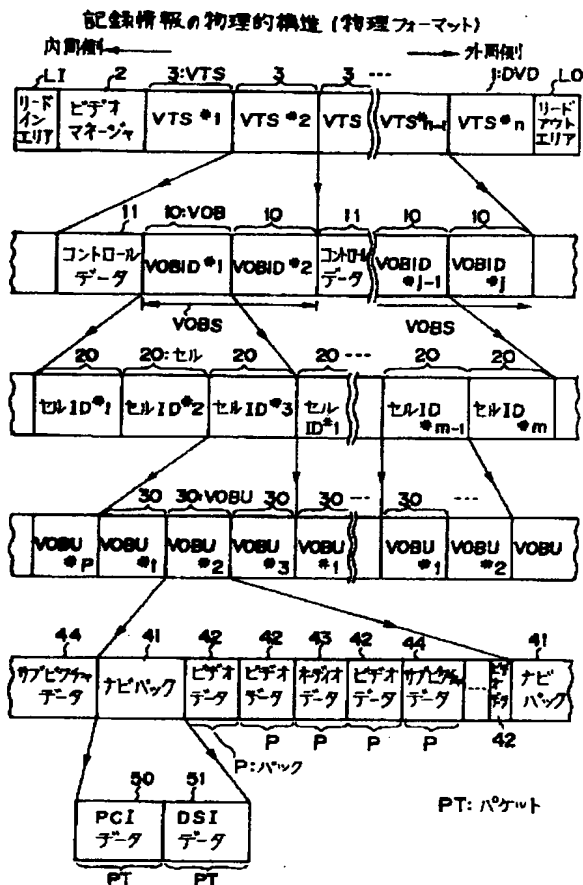 記録情報の物理的構造 (物理フォーマット)
内周側 外周側
LI 2 3:VTS 3 3 ... 1:DVD LO
リード
イン
エリア
ビデオ
マネージャ
VTS #1
VTS #2
VTS
VTS#n-1
VTS #n
リード
アウト
エリア
11 10:VOB 10 11 10 10
コントロール
データ
VOBID #1
VOBID #2
コントロール
データ
VOBID
#j-1
VOBID
#j
VOBS VOBS
20 20:セル 20 20 ... 20 20
セルID#1
セルID#2
セルID#3
セル
ID#1
セルID
#m-1
セルID
#m
30 30:VOBU 30 30 ... 30 ...
VOBU
#P
VOBU
#1
VOBU
#2
VOBU
#3
VOBU
#1
VOBU
#1
VOBU
#2
VOBU
44 41 42 42 43 42 44 41
サブピクチャ
データ
ナビパック
ビデオ
データ
ビデオ
データ
オーディオ
データ
ビデオ
データ
サブピクチャ
データ
....
ビデオ
データ
ナビ
パック
42
P P P P
P:パック
50 51
PCI
データ
DSI
データ
PT PT
PT: パケット